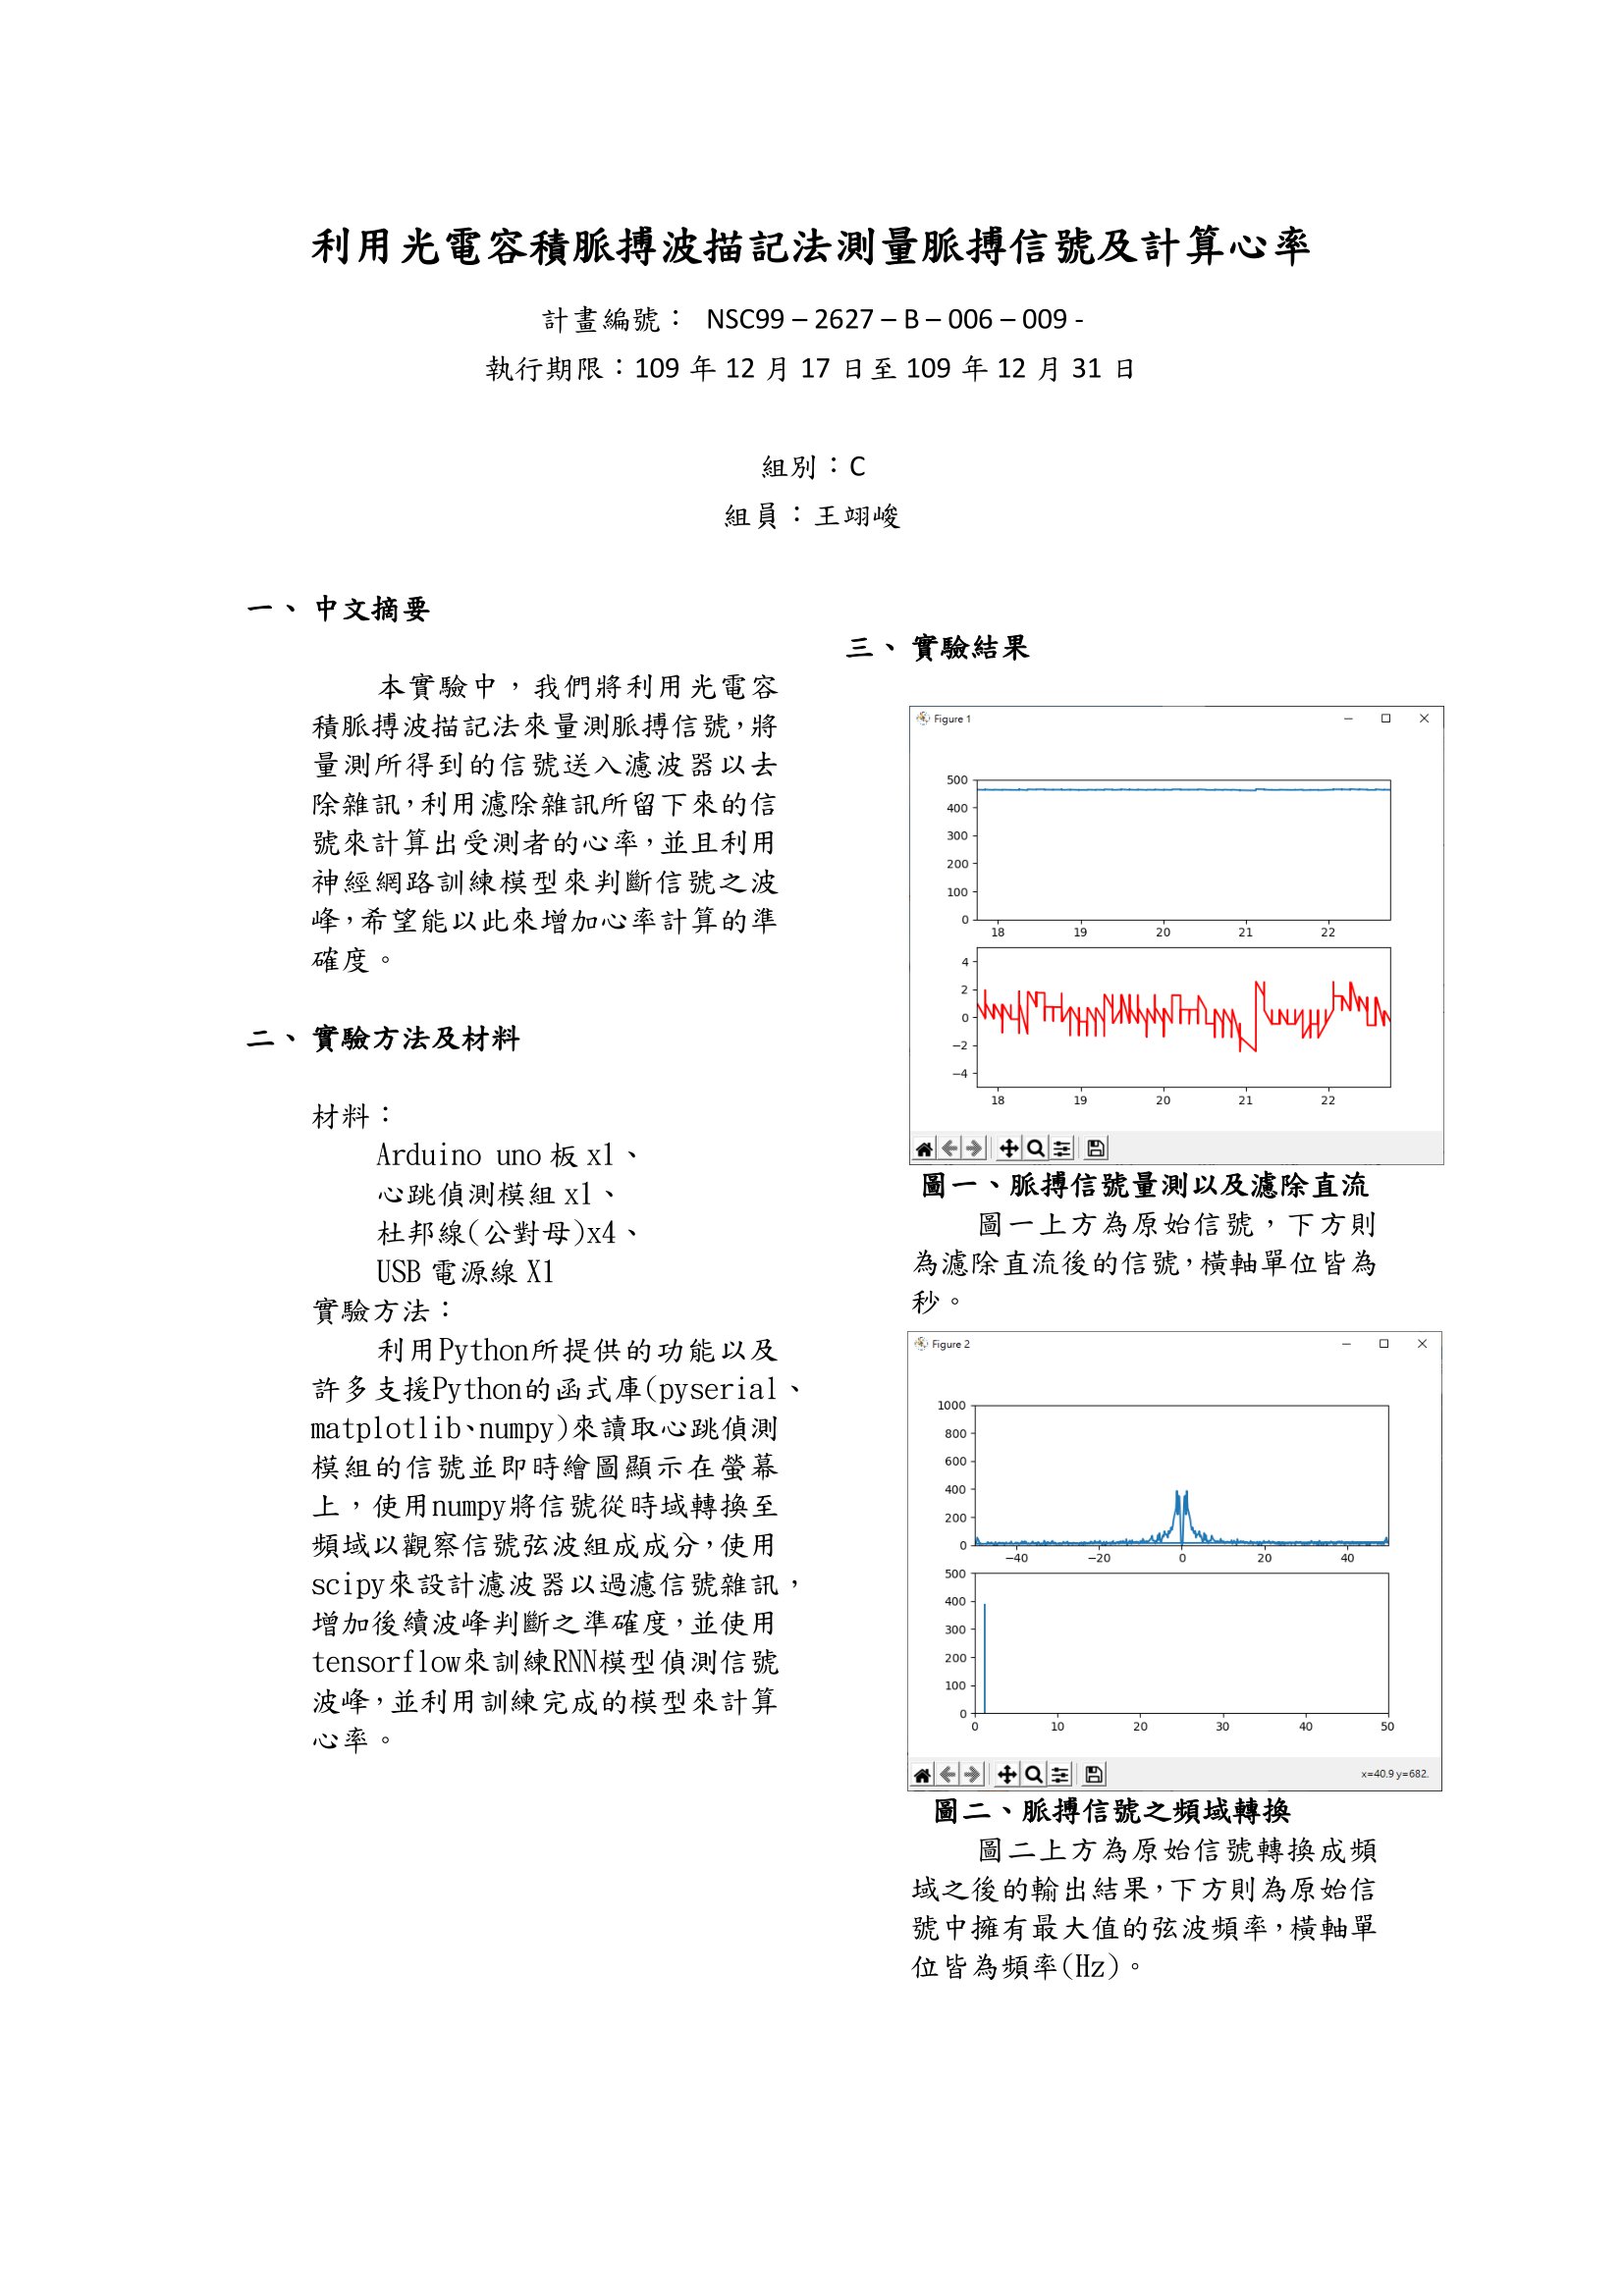 利用光電容積脈搏波描記法測量脈搏信號及計算心率
計畫編號： NSC99 – 2627 – B – 006 – 009 -
執行期限：109 年 12 月 17 日至 109 年 12 月 31 日
組別：C
組員：王翊峻
一、中文摘要
本實驗中，我們將利用光電容
積脈搏波描記法來量測脈搏信號，將
量測所得到的信號送入濾波器以去
除雜訊，利用濾除雜訊所留下來的信
號來計算出受測者的心率，並且利用
神經網路訓練模型來判斷信號之波
峰，希望能以此來增加心率計算的準
確度。
二、實驗方法及材料
材料：
Arduino uno 板 x1、
心跳偵測模組 x1、
杜邦線(公對母)x4、
USB 電源線 X1
實驗方法：
利用Python所提供的功能以及
許多支援Python的函式庫(pyserial、
matplotlib、numpy)來讀取心跳偵測
模組的信號並即時繪圖顯示在螢幕
上，使用numpy將信號從時域轉換至
頻域以觀察信號弦波組成成分，使用
scipy來設計濾波器以過濾信號雜訊，
增加後續波峰判斷之準確度，並使用
tensorflow來訓練RNN模型偵測信號
波峰，並利用訓練完成的模型來計算
心率。
三、實驗結果
Figure 1
500
400
300
200
100
0
18 19 20 21 22
4
2
0
−2
−4
18 19 20 21 22
圖一、脈搏信號量測以及濾除直流
圖一上方為原始信號，下方則
為濾除直流後的信號，橫軸單位皆為
秒。
Figure 2
1000
800
600
400
200
0
−40 −20 0 20 40
500
400
300
200
100
0
0 10 20 30 40 50
x=40.9 y=682.
圖二、脈搏信號之頻域轉換
圖二上方為原始信號轉換成頻
域之後的輸出結果，下方則為原始信
號中擁有最大值的弦波頻率，橫軸單
位皆為頻率(Hz)。